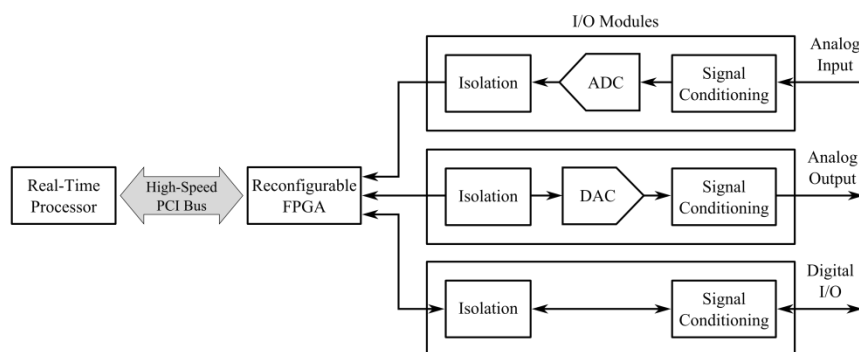 I/O Modules
Analog
Input
Isolation
ADC
Signal
Conditioning
Real-Time
Processor
High-Speed
PCI Bus
Reconfigurable
FPGA
Isolation
DAC
Signal
Conditioning
Analog
Output
Isolation
Signal
Conditioning
Digital
I/O